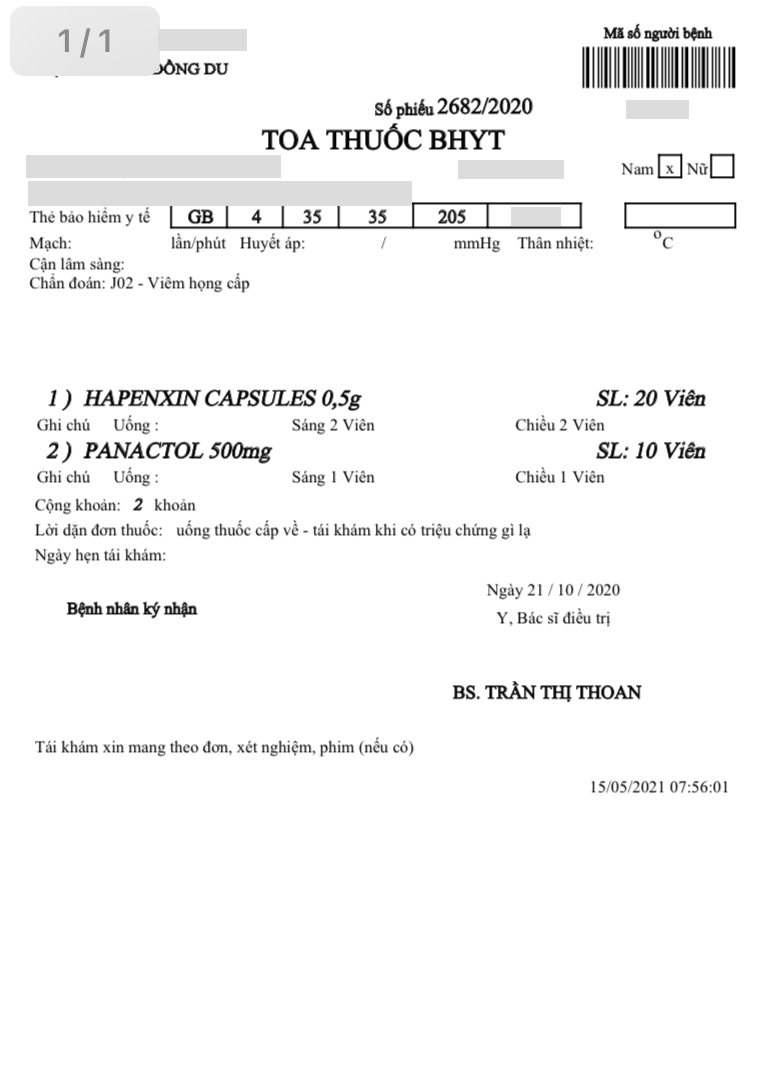 1/1
Mã số người bệnh
ĐÔNG DU
Số phiếu 2682/2020
TOA THUỐC BHYT
Nam x Nữ
Thẻ bảo hiểm y tế GB 4 35 35 205
Mạch: lần/phút Huyết áp: / mmHg Thân nhiệt: °C
Cận lâm sàng:
Chẩn đoán: J02 - Viêm họng cấp
1 ) HAPENXIN CAPSULES 0,5g SL: 20 Viên
Ghi chú Uống : Sáng 2 Viên Chiều 2 Viên
2 ) PANACTOL 500mg SL: 10 Viên
Ghi chú Uống : Sáng 1 Viên Chiều 1 Viên
Cộng khoản: 2 khoản
Lời dặn đơn thuốc: uống thuốc cấp về - tái khám khi có triệu chứng gì lạ
Ngày hẹn tái khám:
Ngày 21 / 10 / 2020
Bệnh nhân ký nhận
Y, Bác sĩ điều trị
BS. TRẦN THỊ THOAN
Tái khám xin mang theo đơn, xét nghiệm, phim (nếu có)
15/05/2021 07:56:01